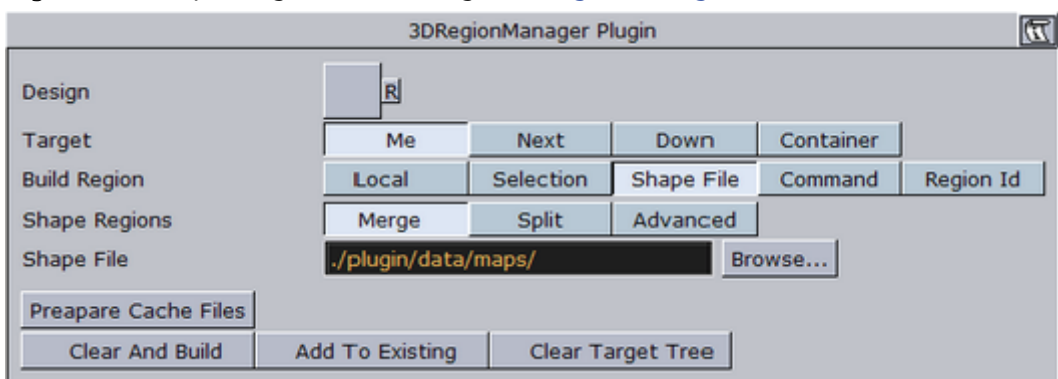 3DRegionManager Plugin
Design R
Target Me Next Down Container
Build Region Local Selection Shape File Command Region Id
Shape Regions Merge Split Advanced
Shape File ./plugin/data/maps/ Browse...
Preapare Cache Files
Clear And Build Add To Existing Clear Target Tree